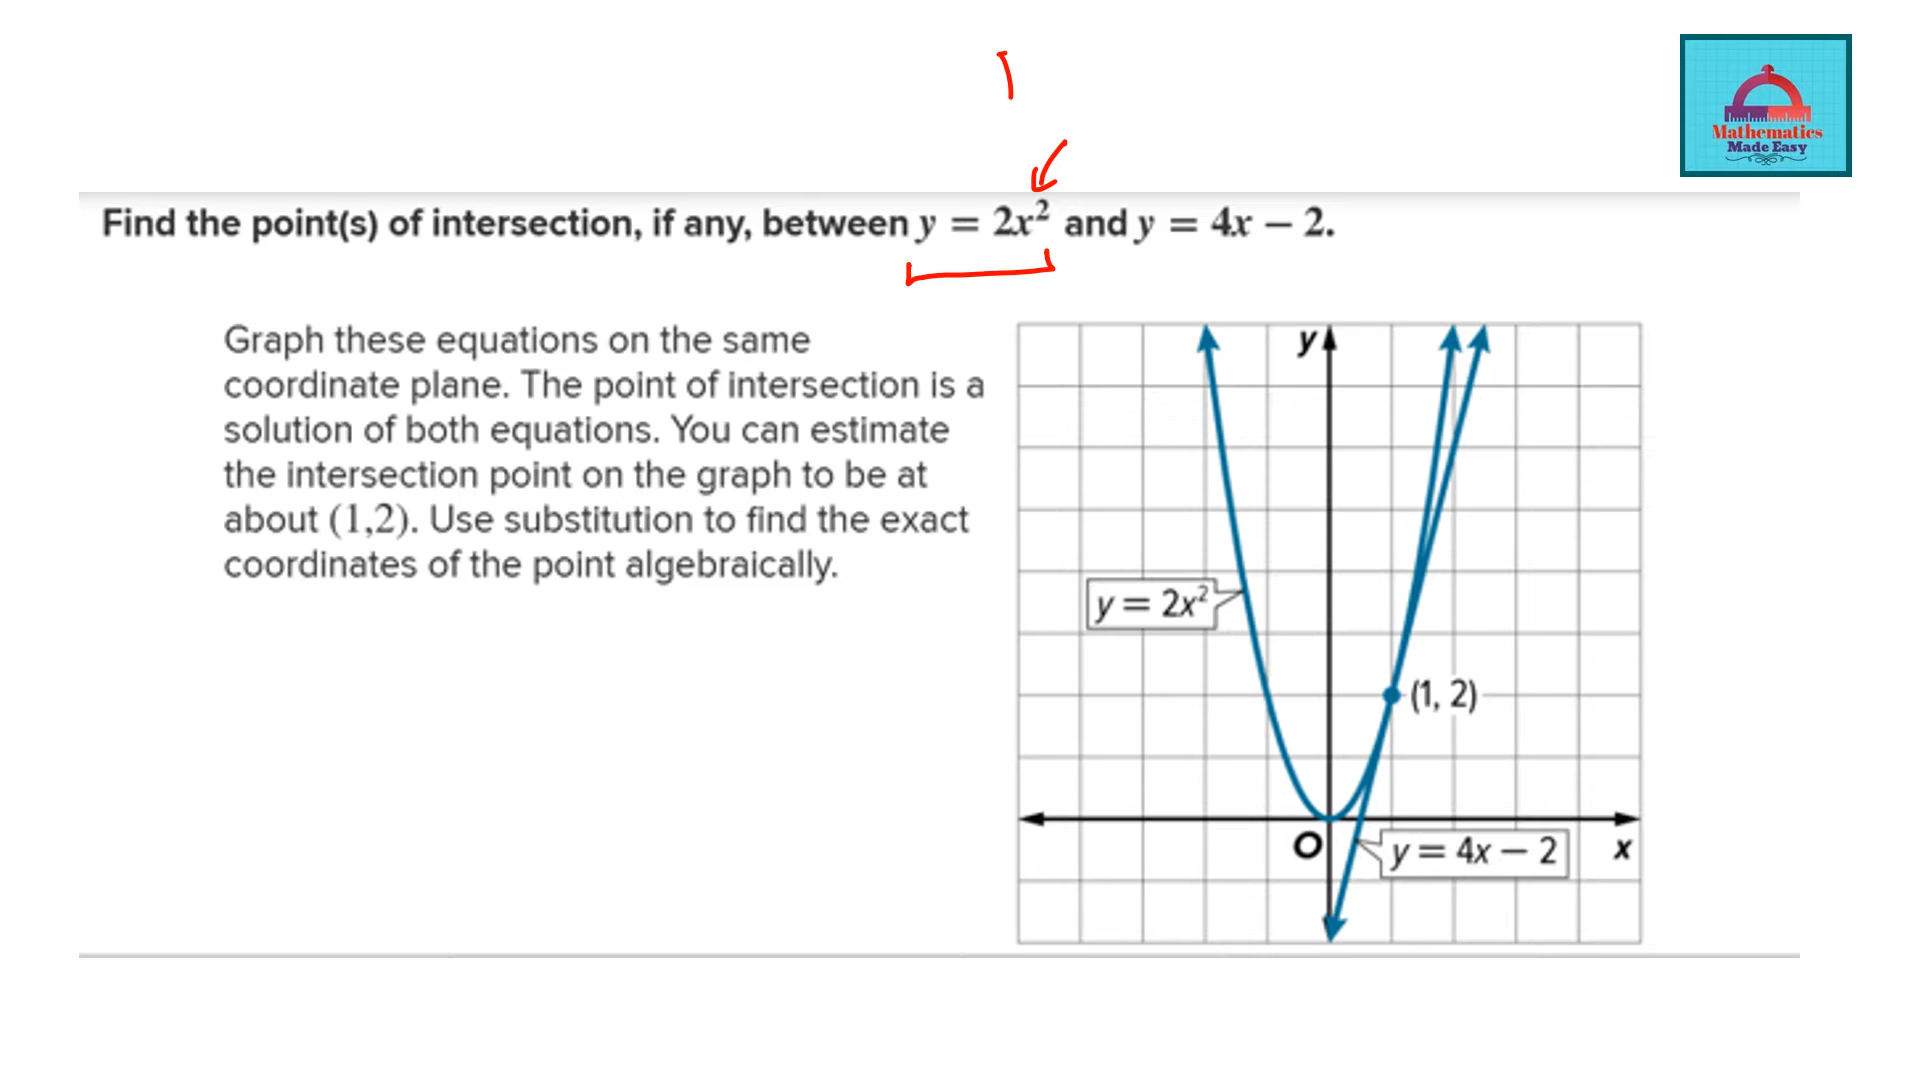 Mathematics
Made Easy
Find the point(s) of intersection, if any, between y = 2x² and y = 4x − 2.
Graph these equations on the same
coordinate plane. The point of intersection is a
solution of both equations. You can estimate
the intersection point on the graph to be at
about (1,2). Use substitution to find the exact
coordinates of the point algebraically.
y
y = 2x²
(1, 2)
O
y = 4x − 2
x